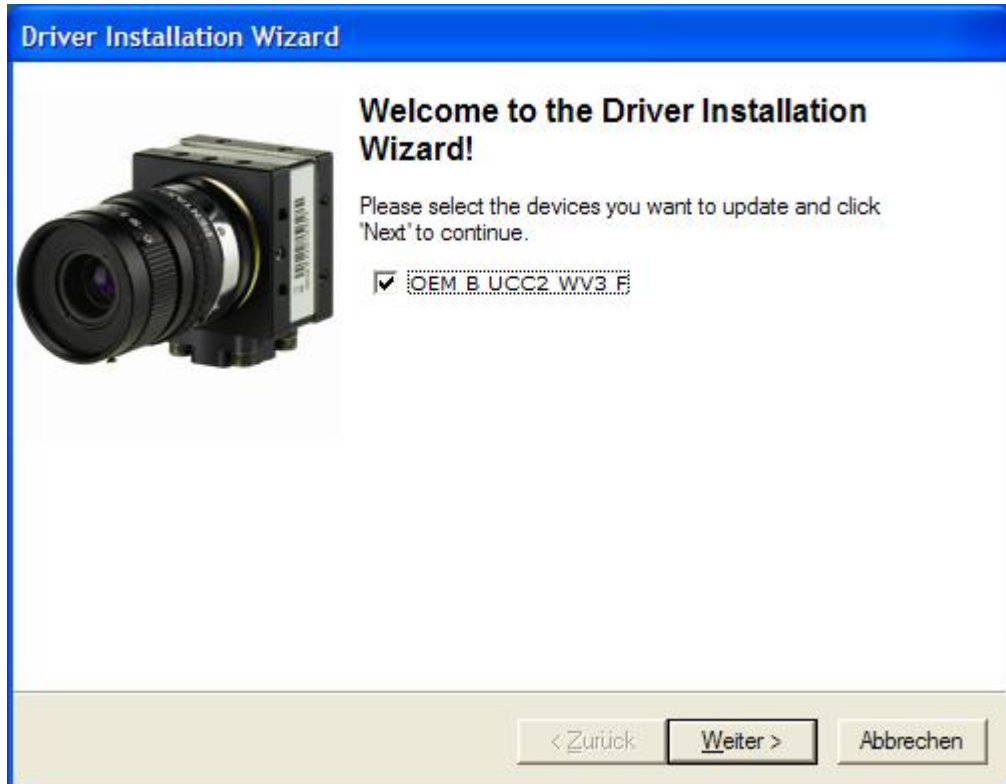 Driver Installation Wizard
Welcome to the Driver Installation
Wizard!
Please select the devices you want to update and click
'Next' to continue.
OEM B UCC2 WV3 F
PENTAX
< Zurück
Weiter >
Abbrechen